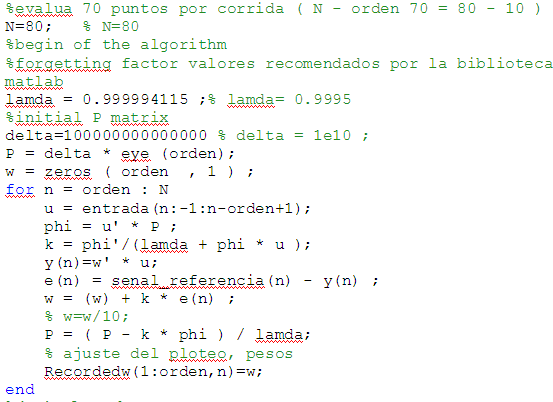 %evalua 70 puntos por corrida ( N - orden 70 = 80 - 10 )
N=80;   % N=80
%begin of the algorithm
%forgetting factor valores recomendados por la biblioteca
matlab
lamda = 0.999994115 ;% lamda= 0.9995
%initial P matrix
delta=100000000000000 % delta = 1e10 ;
P = delta * eye (orden);
w = zeros ( orden  , 1 ) ;
for n = orden : N
    u = entrada(n:-1:n-orden+1);
    phi = u' * P ;
    k = phi'/(lamda + phi * u );
    y(n)=w' * u;
    e(n) = senal_referencia(n) - y(n) ;
    w = (w) + k * e(n) ;
    % w=w/10;
    P = ( P - k * phi ) / lamda;
    % ajuste del ploteo, pesos
    Recordedw(1:orden,n)=w;
end